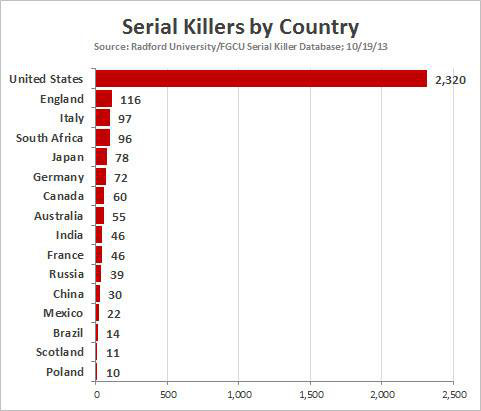 Serial Killers by Country
Source: Radford University/FGCU Serial Killer Database; 10/19/13
United States 2,320
England 116
Italy 97
South Africa 96
Japan 78
Germany 72
Canada 60
Australia 55
India 46
France 46
Russia 39
China 30
Mexico 22
Brazil 14
Scotland 11
Poland 10
0 500 1,000 1,500 2,000 2,500